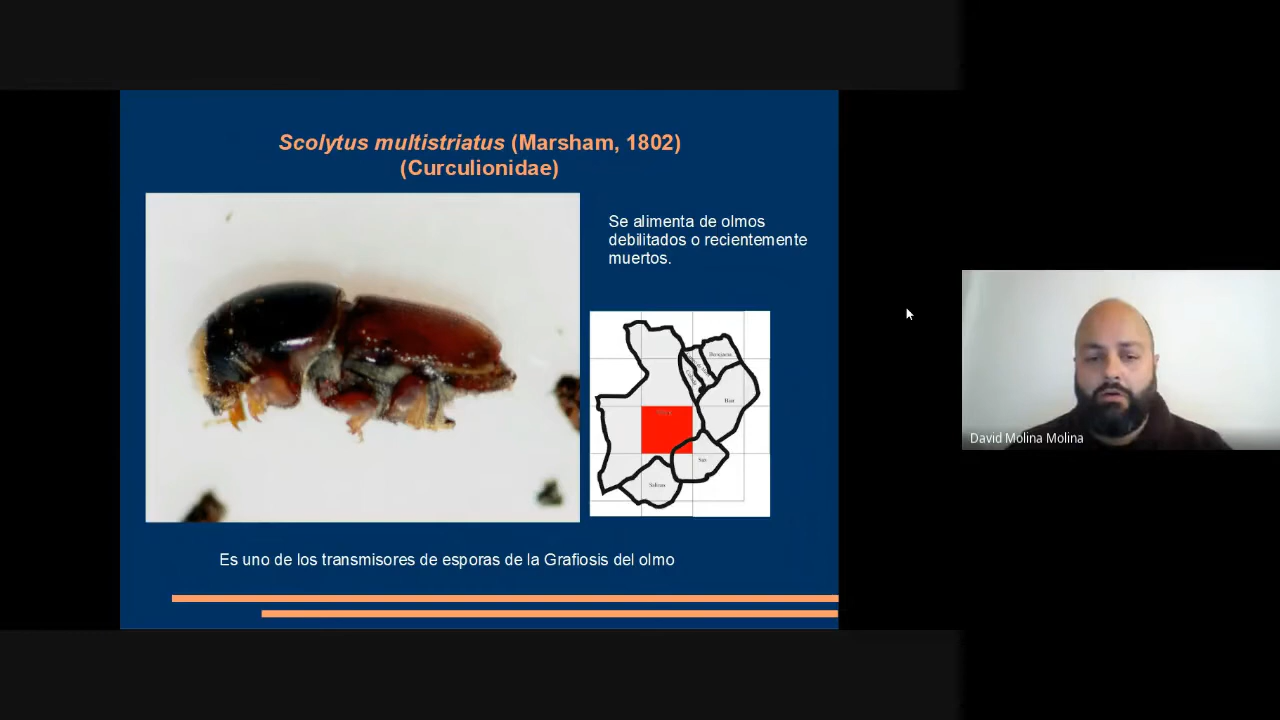 Scolytus multistriatus (Marsham, 1802)
(Curculionidae)
Se alimenta de olmos
debilitados o recientemente
muertos.
Es uno de los transmisores de esporas de la Grafiosis del olmo
David Molina Molina